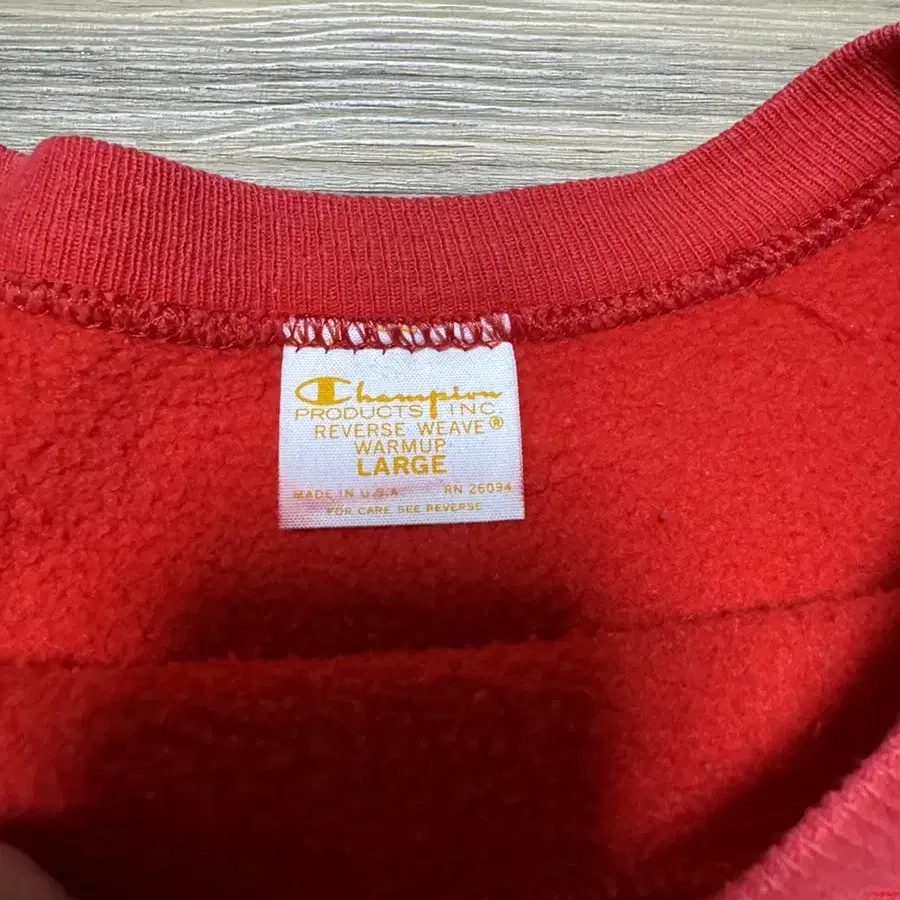 Champion
PRODUCTS INC.
REVERSE WEAVE®
WARMUP
LARGE
MADE IN U.S.A. RN 26094
FOR CARE SEE REVERSE